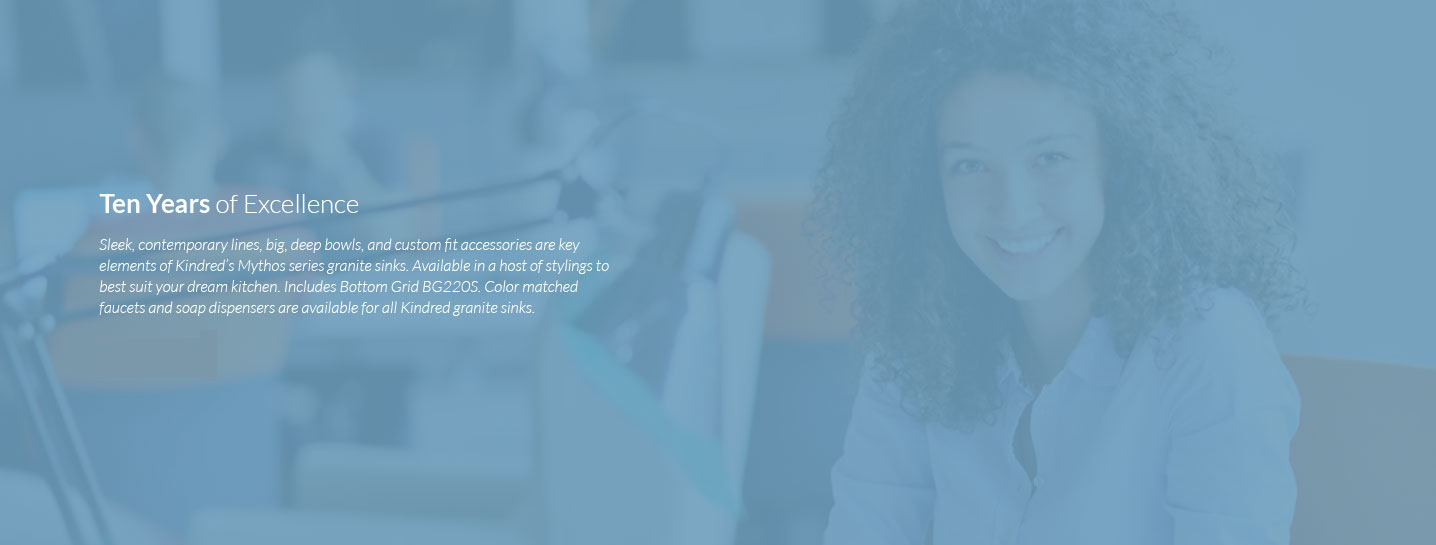 Ten Years of Excellence
Sleek, contemporary lines, big, deep bowls, and custom fit accessories are key
elements of Kindred's Mythos series granite sinks. Available in a host of stylings to
best suit your dream kitchen. Includes Bottom Grid BG220S. Color matched
faucets and soap dispensers are available for all Kindred granite sinks.